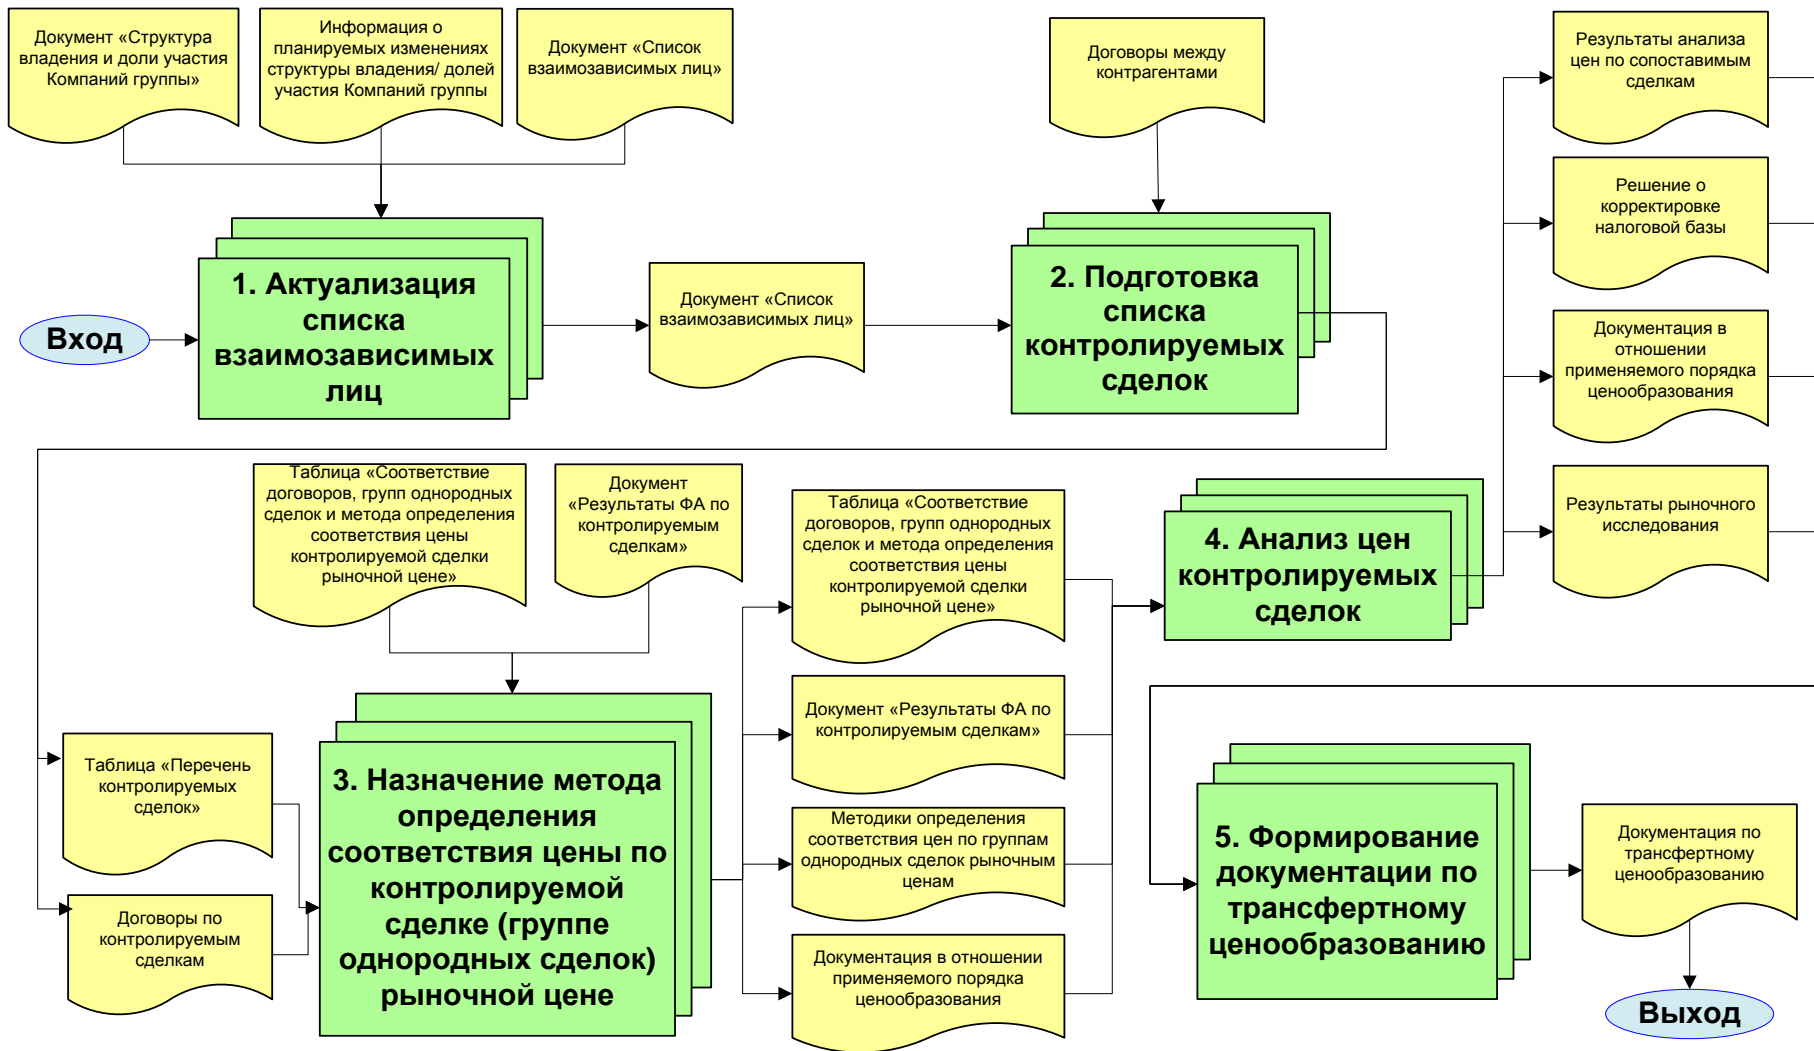 Документ «Структура
владения и доли участия
Компаний группы»
Информация о
планируемых изменениях
структуры владения/ долей
участия Компаний группы
Документ «Список
взаимозависимых лиц»
Договоры между
контрагентами
Результаты анализа
цен по сопоставимым
сделкам
Решение о
корректировке
налоговой базы
Вход
1. Актуализация
списка
взаимозависимых
лиц
Документ «Список
взаимозависимых лиц»
2. Подготовка
списка
контролируемых
сделок
Документация в
отношении
применяемого порядка
ценообразования
Результаты рыночного
исследования
Таблица «Соответствие
договоров, групп однородных
сделок и метода определения
соответствия цены
контролируемой сделки
рыночной цене»
Документ
«Результаты ФА по
контролируемым
сделкам»
Таблица «Соответствие
договоров, групп однородных
сделок и метода определения
соответствия цены
контролируемой сделки
рыночной цене»
4. Анализ цен
контролируемых
сделок
Таблица «Перечень
контролируемых
сделок»
Договоры по
контролируемым
сделкам
3. Назначение метода
определения
соответствия цены по
контролируемой
сделке (группе
однородных сделок)
рыночной цене
Документ «Результаты ФА по
контролируемым сделкам»
Методики определения
соответствия цен по группам
однородных сделок рыночным
ценам
Документация в отношении
применяемого порядка
ценообразования
5. Формирование
документации по
трансфертному
ценообразованию
Документация по
трансфертному
ценообразованию
Выход